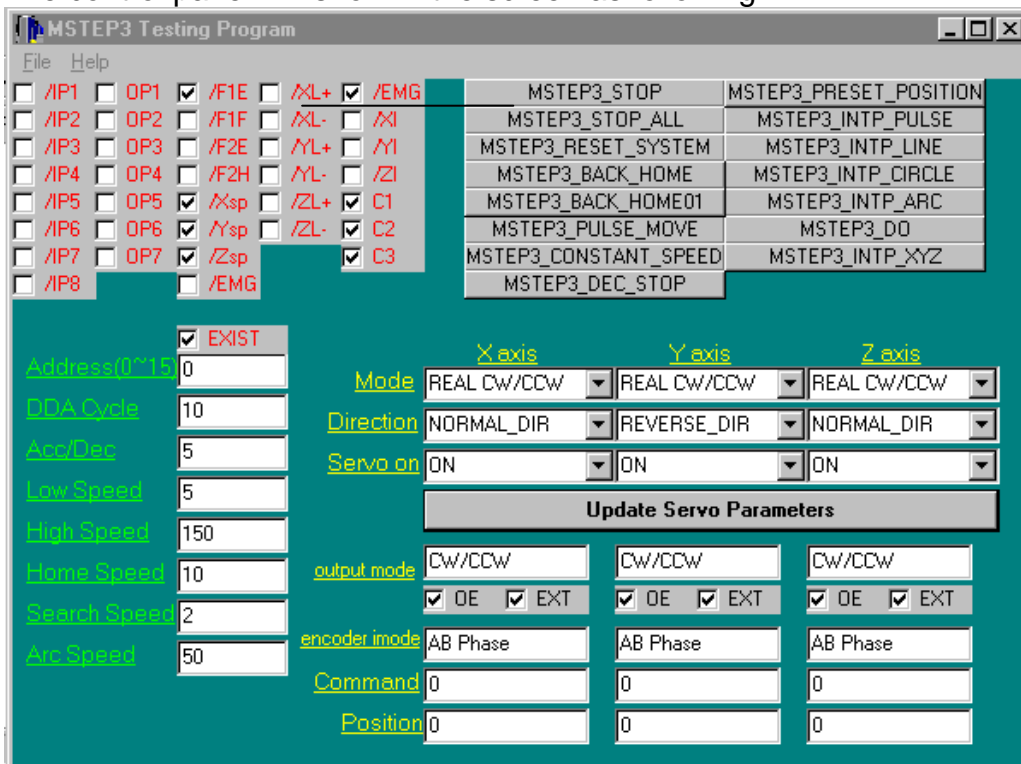 MSTEP3 Testing Program
File Help
/IP1 OP1 /F1E /XL+ /EMG MSTEP3_STOP MSTEP3_PRESET_POSITION
/IP2 OP2 /F1F /XL- /XI MSTEP3_STOP_ALL MSTEP3_INTP_PULSE
/IP3 OP3 /F2E /YL+ /YI MSTEP3_RESET_SYSTEM MSTEP3_INTP_LINE
/IP4 OP4 /F2H /YL- /ZI MSTEP3_BACK_HOME MSTEP3_INTP_CIRCLE
/IP5 OP5 /Xsp /ZL+ C1 MSTEP3_BACK_HOME01 MSTEP3_INTP_ARC
/IP6 OP6 /Ysp /ZL- C2 MSTEP3_PULSE_MOVE MSTEP3_DO
/IP7 OP7 /Zsp C3 MSTEP3_CONSTANT_SPEED MSTEP3_INTP_XYZ
/IP8 /EMG MSTEP3_DEC_STOP
EXIST
Address(0~15) 0
DDA Cycle 10
Acc/Dec 5
Low Speed 5
High Speed 150
Home Speed 10
Search Speed 2
Arc Speed 50
X axis Y axis Z axis
Mode REAL CW/CCW REAL CW/CCW REAL CW/CCW
Direction NORMAL_DIR REVERSE_DIR NORMAL_DIR
Servo on ON ON ON
Update Servo Parameters
output mode CW/CCW CW/CCW CW/CCW
OE EXT OE EXT OE EXT
encoder imode AB Phase AB Phase AB Phase
Command 0 0 0
Position 0 0 0